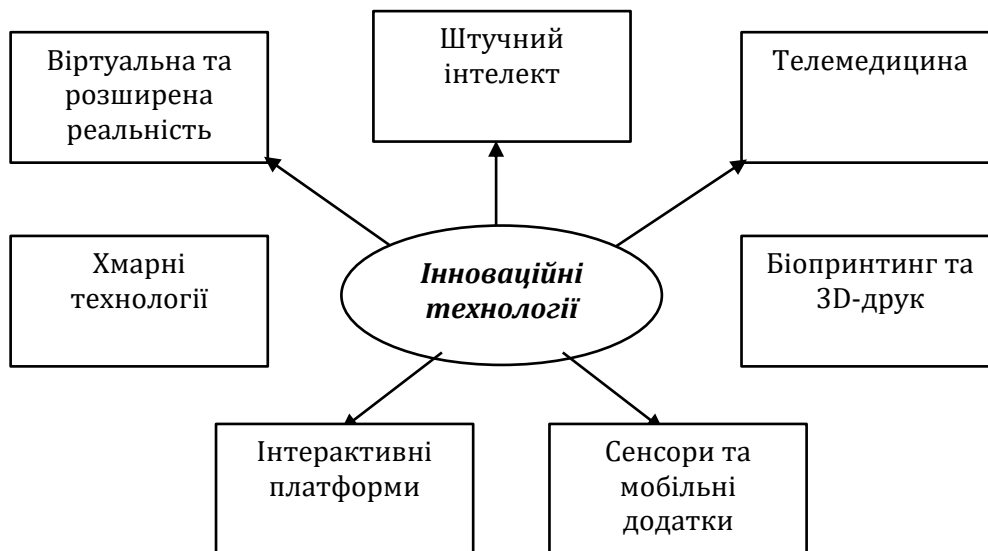 Віртуальна та
розширена
реальність
Штучний
інтелект
Телемедицина
Хмарні
технології
Інноваційні
технології
Біопринтинг та
3D-друк
Інтерактивні
платформи
Сенсори та
мобільні
додатки